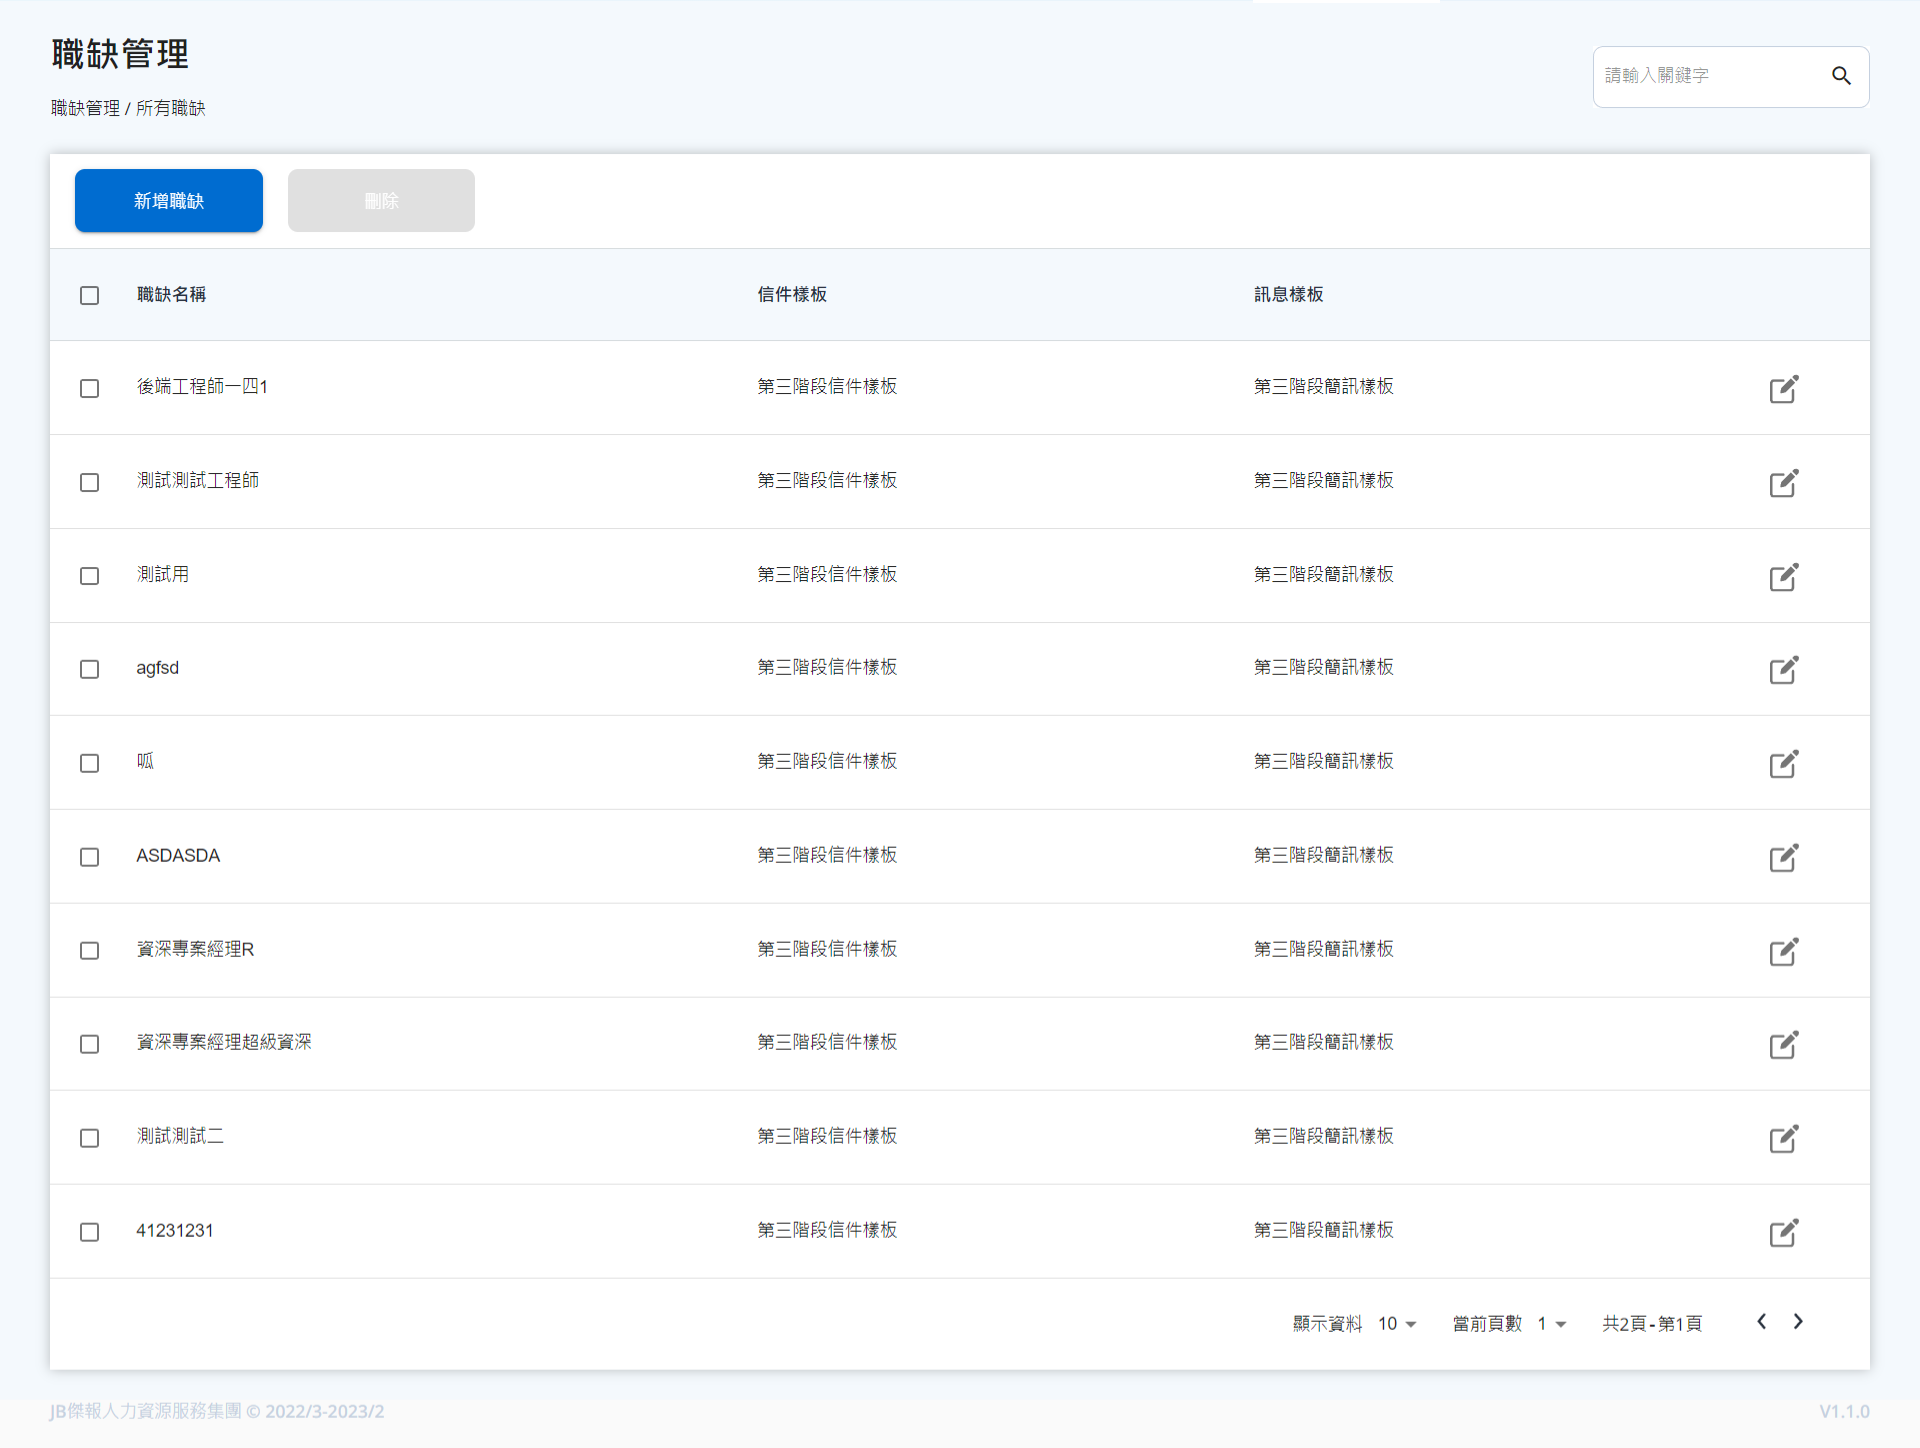 職缺管理
請輸入關鍵字
職缺管理 / 所有職缺
新增職缺 刪除
職缺名稱 信件樣板 訊息樣板
後端工程師一四1 第三階段信件樣板 第三階段簡訊樣板
測試測試工程師 第三階段信件樣板 第三階段簡訊樣板
測試用 第三階段信件樣板 第三階段簡訊樣板
agfsd 第三階段信件樣板 第三階段簡訊樣板
呱 第三階段信件樣板 第三階段簡訊樣板
ASDASDA 第三階段信件樣板 第三階段簡訊樣板
資深專案經理R 第三階段信件樣板 第三階段簡訊樣板
資深專案經理超級資深 第三階段信件樣板 第三階段簡訊樣板
測試測試二 第三階段信件樣板 第三階段簡訊樣板
41231231 第三階段信件樣板 第三階段簡訊樣板
顯示資料 10 當前頁數 1 共2頁-第1頁
JB傑報人力資源服務集團 © 2022/3-2023/2 V1.1.0